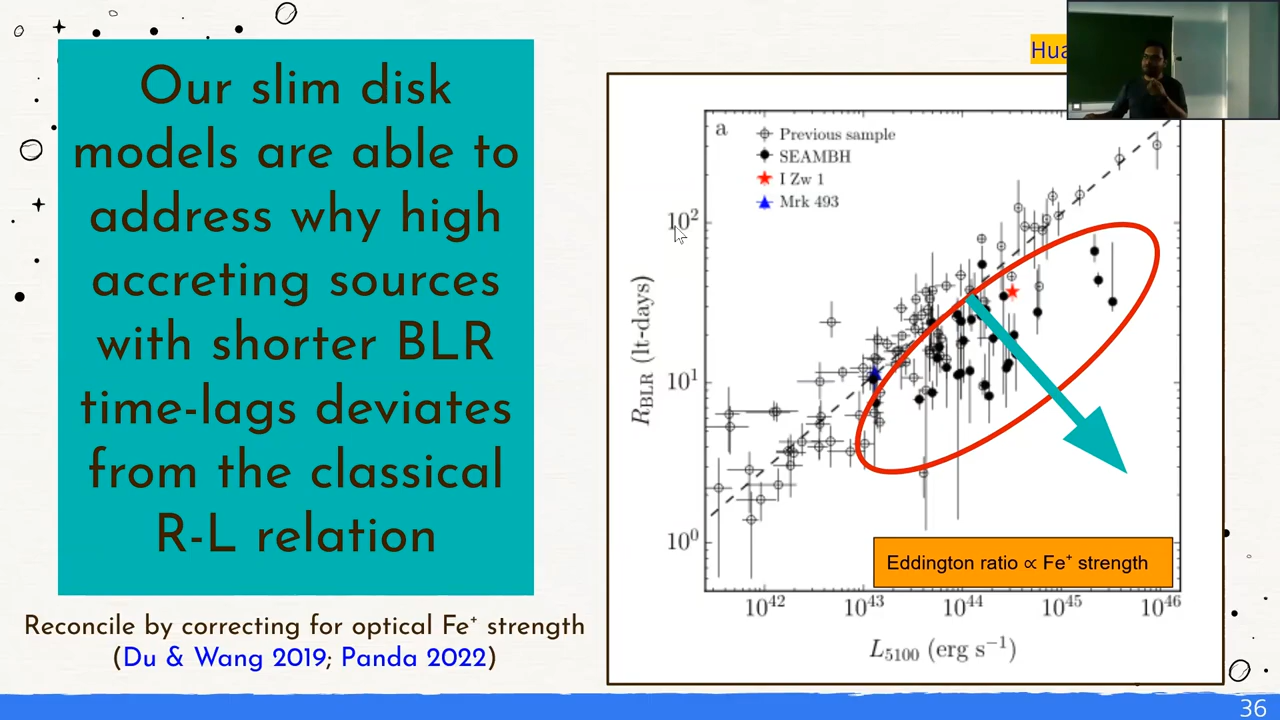 Our slim disk
models are able to
address why high
accreting sources
with shorter BLR
time-lags deviates
from the classical
R-L relation
Reconcile by correcting for optical Fe⁺ strength
(Du & Wang 2019; Panda 2022)
a
Previous sample
SEAMBH
I Zw 1
Mrk 493
10²
10¹
10⁰
R_BLR (lt-days)
Eddington ratio ∝ Fe⁺ strength
10⁴² 10⁴³ 10⁴⁴ 10⁴⁵ 10⁴⁶
L₅₁₀₀ (erg s⁻¹)
36